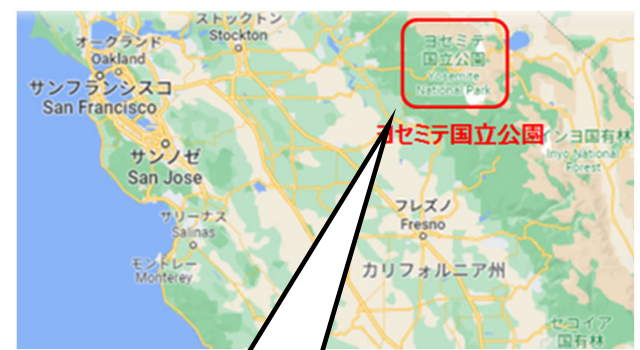 ストックトン
Stockton
オークランド
Oakland
サンフランシスコ
San Francisco
サンノゼ
San Jose
サリーナス
Salinas
モントレー
Monterey
ヨセミテ
国立公園
Yosemite
National Park
ヨセミテ国立公園
インヨ国有林
Inyo National
Forest
フレズノ
Fresno
カリフォルニア州
セコイア
国有林